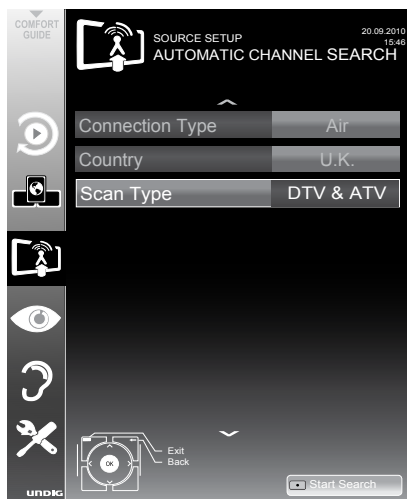 COMFORT
GUIDE
SOURCE SETUP
20.09.2010
15:46
AUTOMATIC CHANNEL SEARCH
Connection Type Air
Country U.K.
Scan Type DTV & ATV
OK
Exit
Back
Start Search
UNDIG